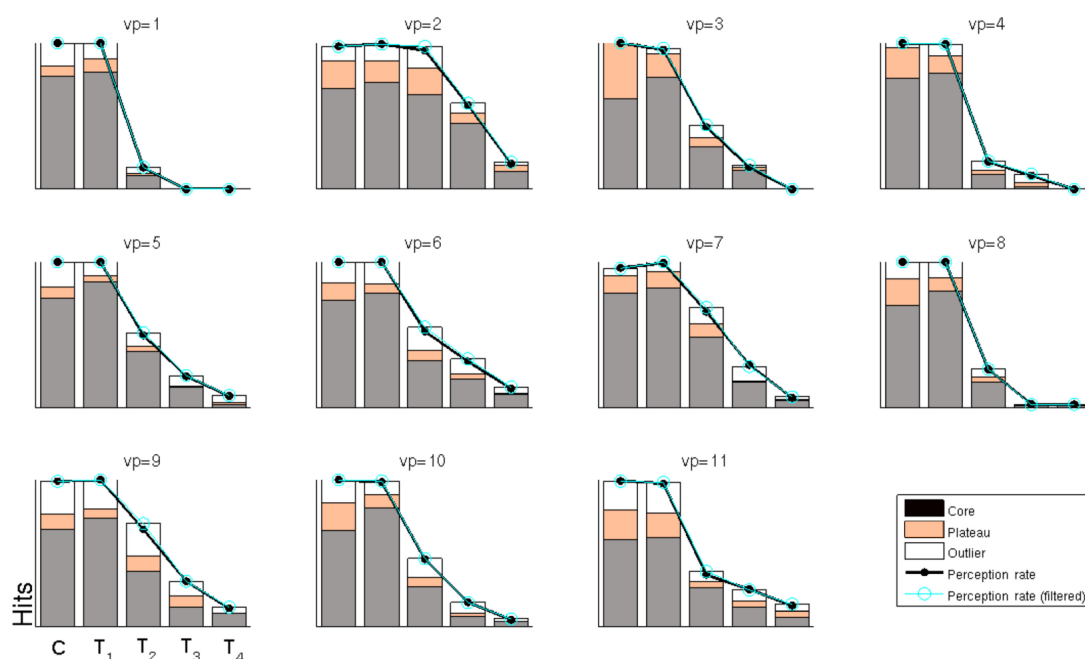 vp=1
vp=2
vp=3
vp=4
vp=5
vp=6
vp=7
vp=8
vp=9
vp=10
vp=11
Core
Plateau
Outlier
Perception rate
Perception rate (filtered)
Hits
C T₁ T₂ T₃ T₄